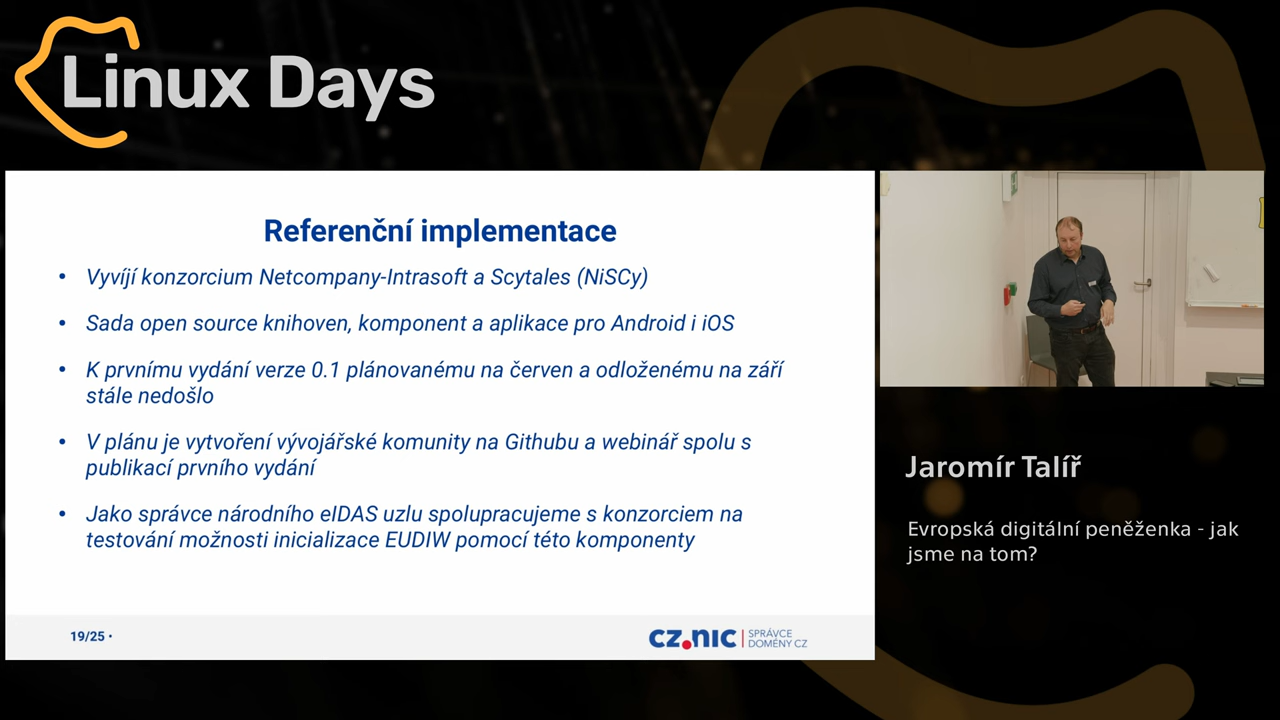 Linux Days
Referenční implementace
• Vyvíjí konzorcium Netcompany-Intrasoft a Scytales (NiSCy)
• Sada open source knihoven, komponent a aplikace pro Android i iOS
• K prvnímu vydání verze 0.1 plánovanému na červen a odloženému na září
stále nedošlo
• V plánu je vytvoření vývojářské komunity na Githubu a webinář spolu s
publikací prvního vydání
• Jako správce národního eIDAS uzlu spolupracujeme s konzorciem na
testování možnosti inicializace EUDIW pomocí této komponenty
19/25 •
cz.nic
SPRÁVCE
DOMÉNY CZ
Jaromír Talíř
Evropská digitální peněženka - jak
jsme na tom?